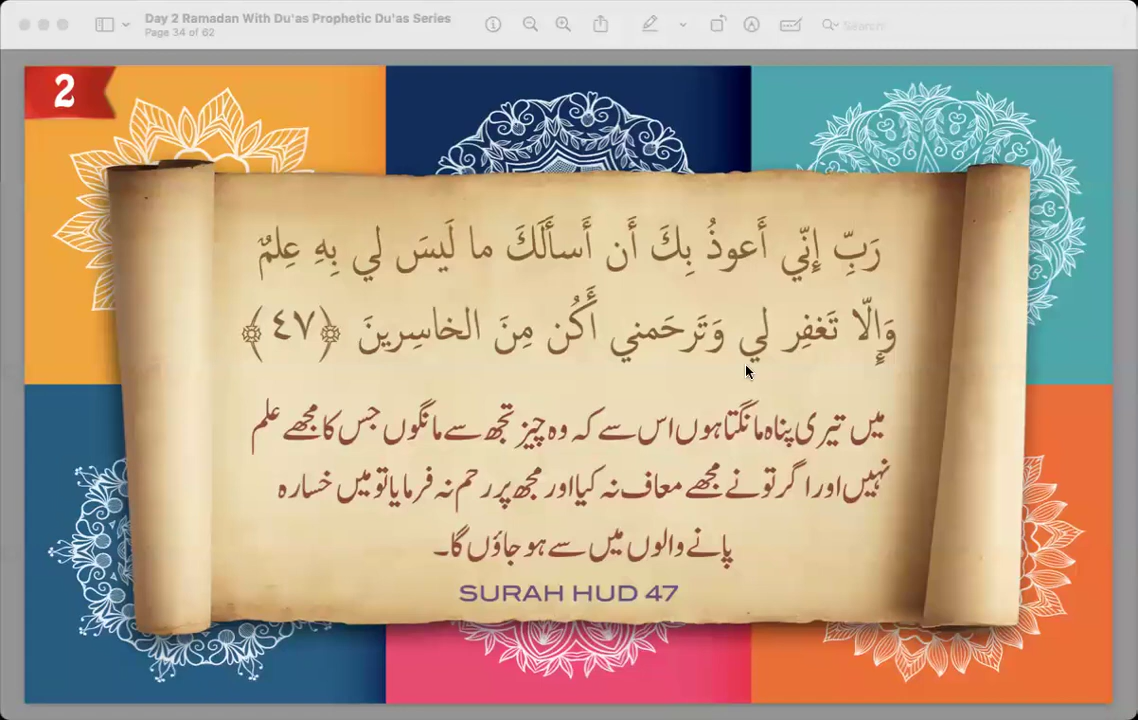 Day 2 Ramadan With Du'as Prophetic Du'as Series
Page 34 of 62
Search
2
رَبِّ إِنّي أَعوذُ بِكَ أَن أَسأَلَكَ ما لَيسَ لي بِهِ عِلمٌ
وَإِلّا تَغفِر لي وَتَرحَمني أَكُن مِنَ الخاسِرينَ ﴿٤٧﴾
میں تیری پناہ مانگتا ہوں اس سے کہ وہ چیز تجھ سے مانگوں جس کا مجھے علم
نہیں اور اگر تو نے مجھے معاف نہ کیا اور مجھ پر رحم نہ فرمایا تو میں خسارہ
پانے والوں میں سے ہو جاؤں گا۔
SURAH HUD 47